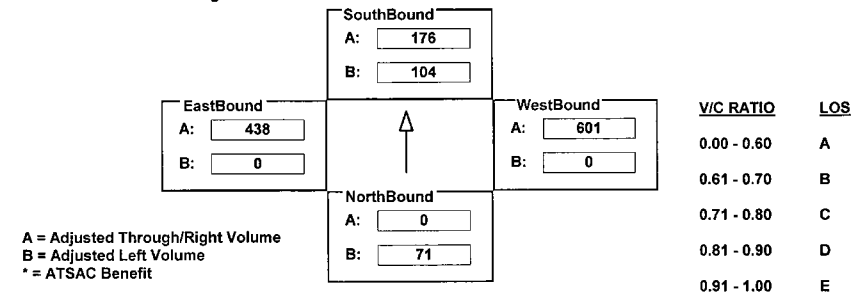 SouthBound
A: 176
B: 104
EastBound
A: 438
B: 0
WestBound
A: 601
B: 0
NorthBound
A: 0
B: 71
A = Adjusted Through/Right Volume
B = Adjusted Left Volume
* = ATSAC Benefit
V/C RATIO LOS
0.00 - 0.60 A
0.61 - 0.70 B
0.71 - 0.80 C
0.81 - 0.90 D
0.91 - 1.00 E